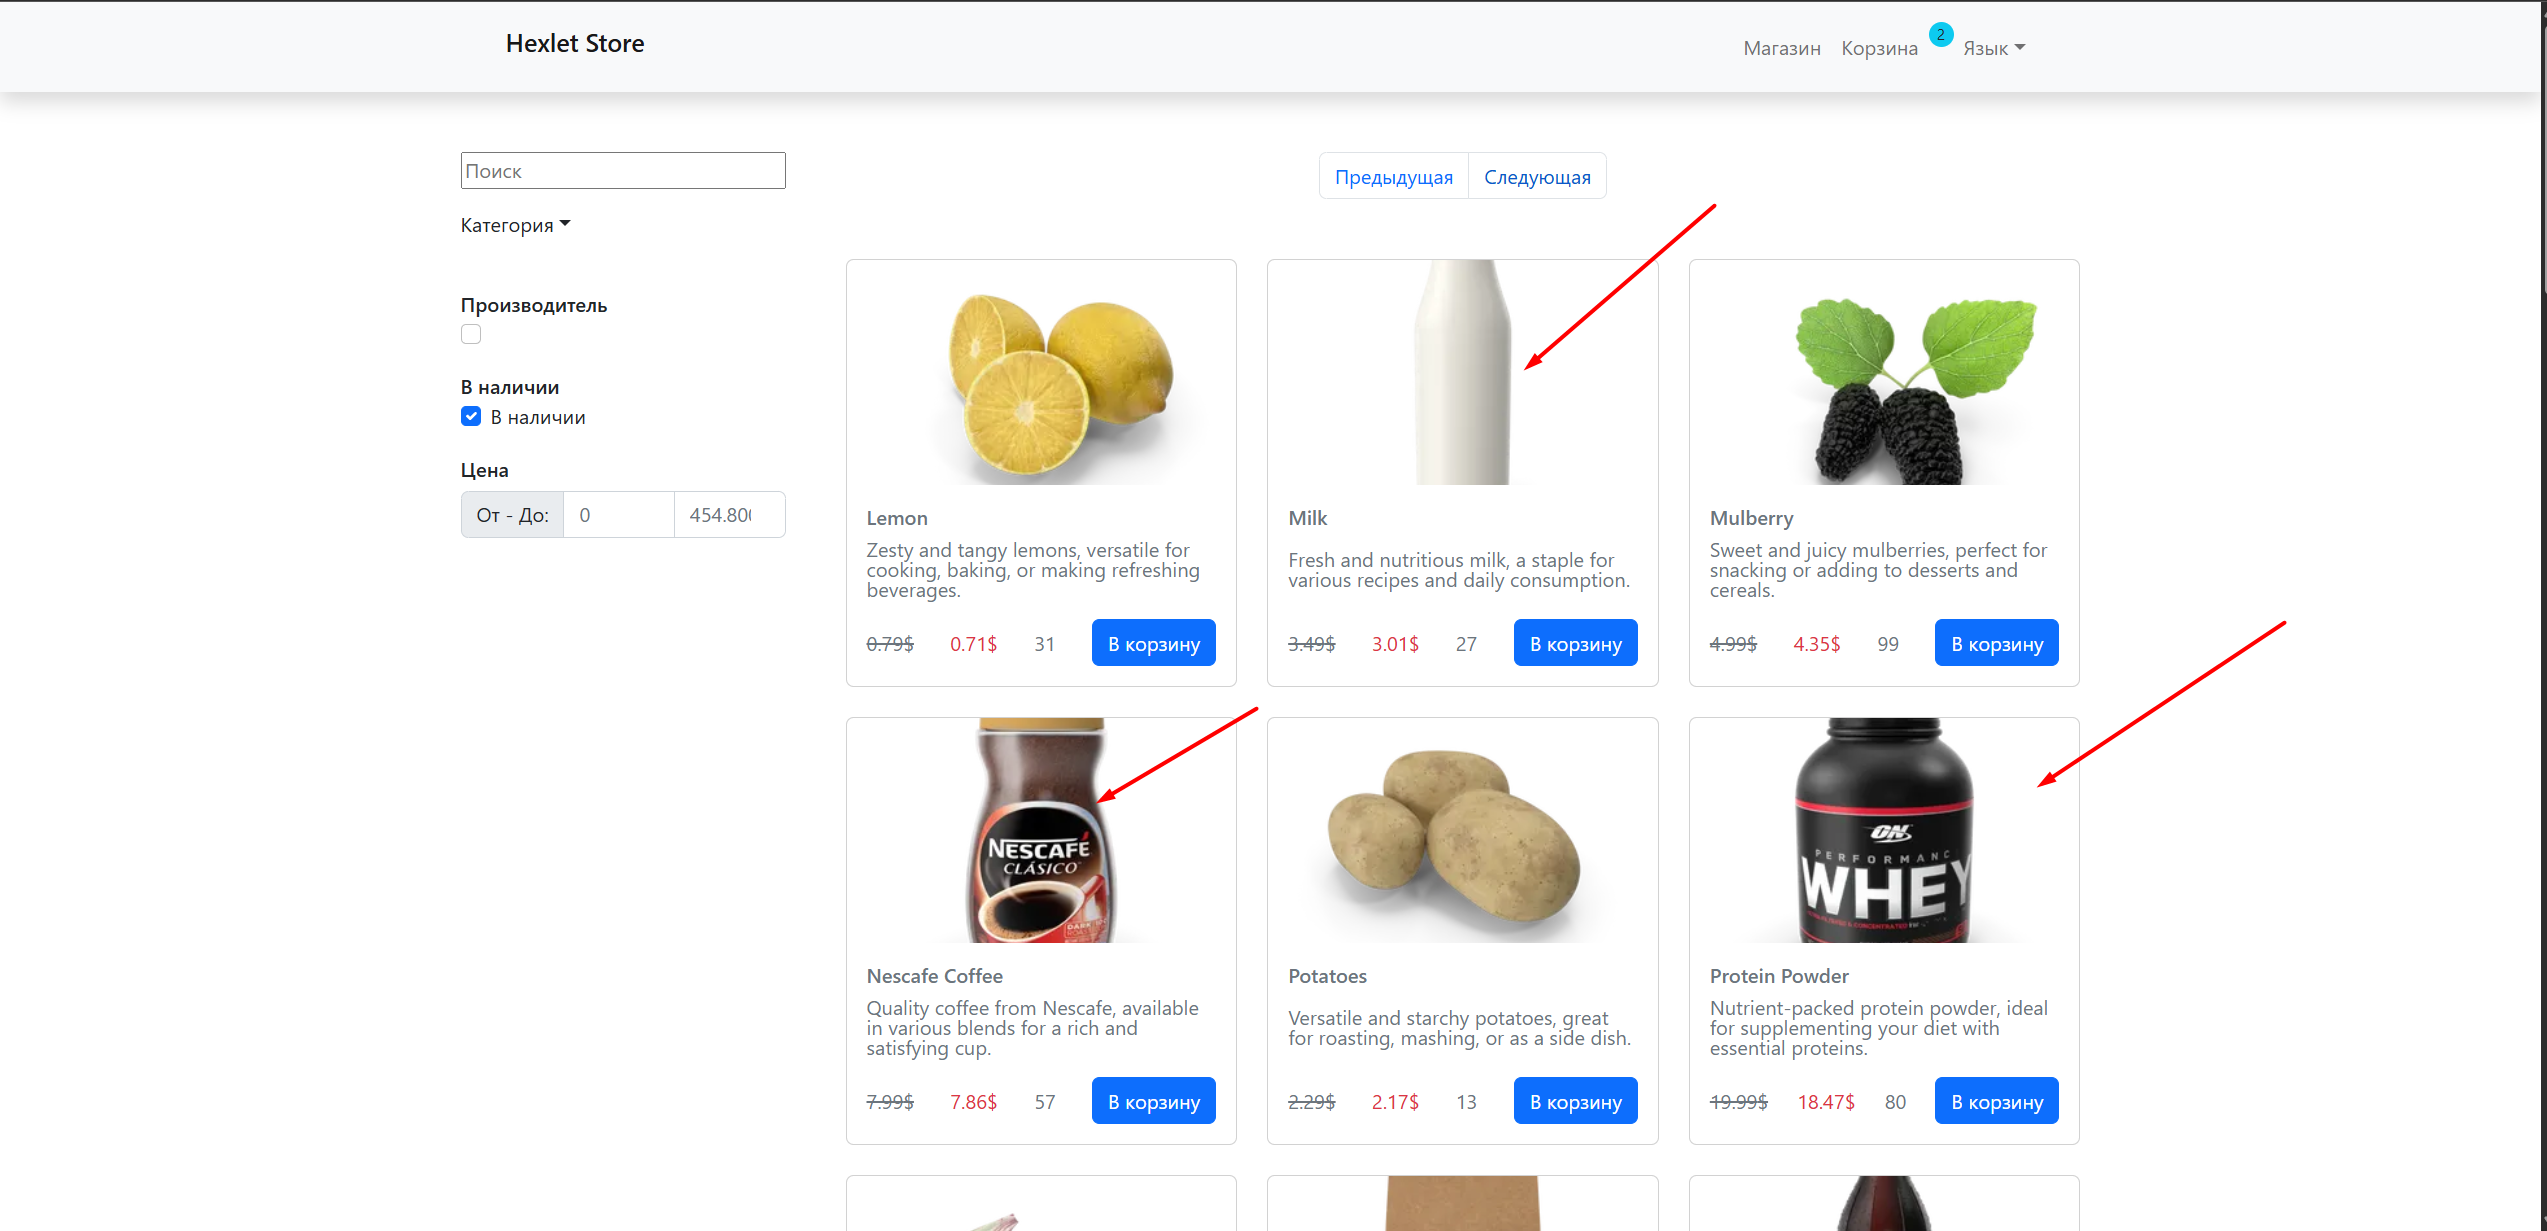 Hexlet Store
Магазин Корзина 2 Язык
Поиск
Предыдущая Следующая
Категория
Производитель
В наличии
В наличии
Цена
От - До: 0 454.80
Lemon
Zesty and tangy lemons, versatile for
cooking, baking, or making refreshing
beverages.
0.79$ 0.71$ 31 В корзину
Milk
Fresh and nutritious milk, a staple for
various recipes and daily consumption.
3.49$ 3.01$ 27 В корзину
Mulberry
Sweet and juicy mulberries, perfect for
snacking or adding to desserts and
cereals.
4.99$ 4.35$ 99 В корзину
NESCAFÉ
CLÁSICO
DARK
Nescafe Coffee
Quality coffee from Nescafe, available
in various blends for a rich and
satisfying cup.
7.99$ 7.86$ 57 В корзину
Potatoes
Versatile and starchy potatoes, great
for roasting, mashing, or as a side dish.
2.29$ 2.17$ 13 В корзину
ON
PERFORMANC
WHEY
Protein Powder
Nutrient-packed protein powder, ideal
for supplementing your diet with
essential proteins.
19.99$ 18.47$ 80 В корзину